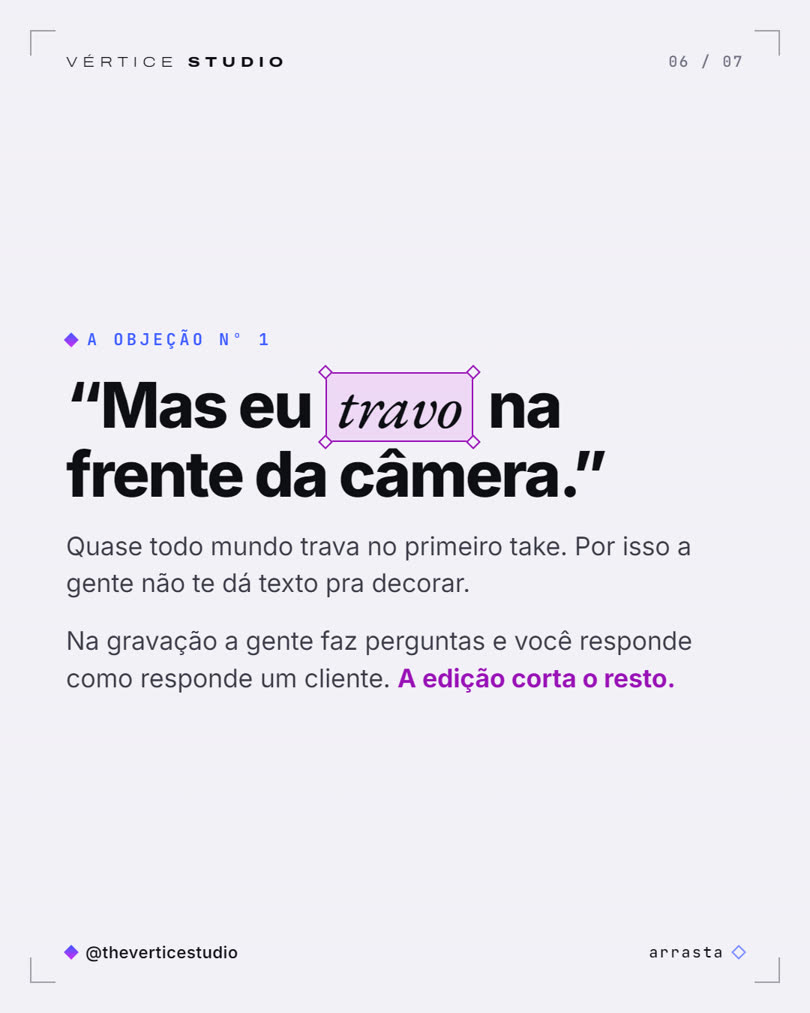 VÉRTICE STUDIO
06 / 07
A OBJEÇÃO Nº 1
“Mas eu travo na
frente da câmera.”
Quase todo mundo trava no primeiro take. Por isso a
gente não te dá texto pra decorar.
Na gravação a gente faz perguntas e você responde
como responde um cliente. A edição corta o resto.
@theverticestudio
arrasta